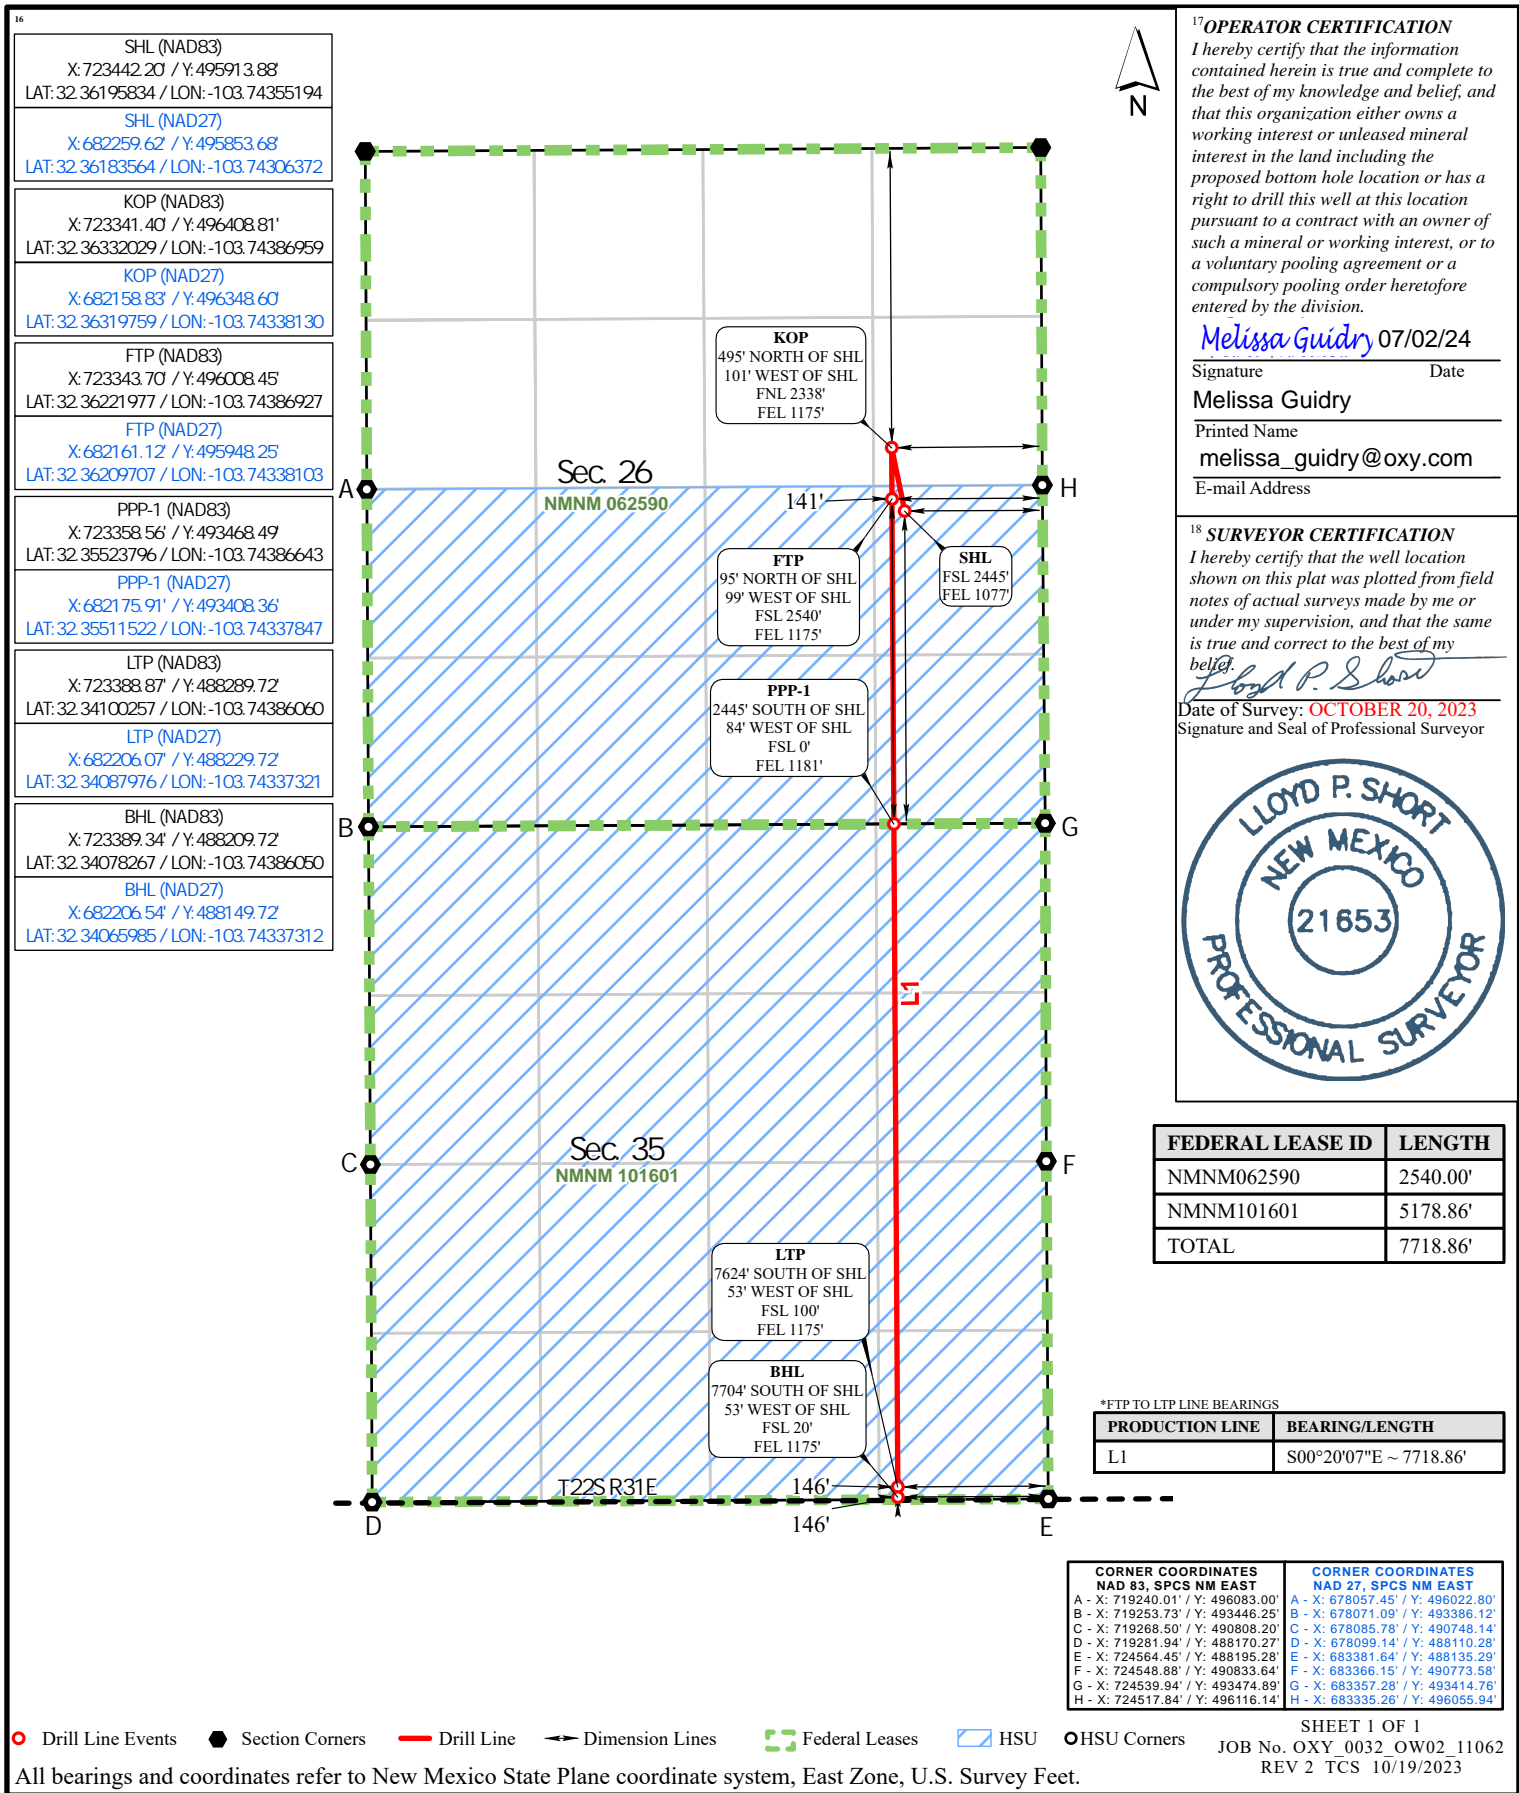 16
SHL (NAD83)
X:723442.20' / Y:495913.88'
LAT:32.36195834 / LON:-103.74355194
SHL (NAD27)
X:682259.62' / Y:495853.68'
LAT:32.36183564 / LON:-103.74306372
KOP (NAD83)
X:723341.40' / Y:496408.81'
LAT:32.36332029 / LON:-103.74386959
KOP (NAD27)
X:682158.83' / Y:496348.60'
LAT:32.36319759 / LON:-103.74338130
FTP (NAD83)
X:723343.70' / Y:496008.45'
LAT:32.36221977 / LON:-103.74386927
FTP (NAD27)
X:682161.12' / Y:495948.25'
LAT:32.36209707 / LON:-103.74338103
PPP-1 (NAD83)
X:723358.56' / Y:493468.49'
LAT:32.35523796 / LON:-103.74386643
PPP-1 (NAD27)
X:682175.91' / Y:493408.36'
LAT:32.35511522 / LON:-103.74337847
LTP (NAD83)
X:723388.87' / Y:488289.72'
LAT:32.34100257 / LON:-103.74386060
LTP (NAD27)
X:682206.07' / Y:488229.72'
LAT:32.34087976 / LON:-103.74337321
BHL (NAD83)
X:723389.34' / Y:488209.72'
LAT:32.34078267 / LON:-103.74386050
BHL (NAD27)
X:682206.54' / Y:488149.72'
LAT:32.34065985 / LON:-103.74337312
N
KOP
495' NORTH OF SHL
101' WEST OF SHL
FNL 2338'
FEL 1175'
A
Sec. 26
NMNM 062590
141'
H
FTP
95' NORTH OF SHL
99' WEST OF SHL
FSL 2540'
FEL 1175'
SHL
FSL 2445'
FEL 1077'
PPP-1
2445' SOUTH OF SHL
84' WEST OF SHL
FSL 0'
FEL 1181'
B
G
L1
C
Sec. 35
NMNM 101601
F
LTP
7624' SOUTH OF SHL
53' WEST OF SHL
FSL 100'
FEL 1175'
BHL
7704' SOUTH OF SHL
53' WEST OF SHL
FSL 20'
FEL 1175'
T22S R31E
146'
146'
D
E
17 OPERATOR CERTIFICATION
I hereby certify that the information
contained herein is true and complete to
the best of my knowledge and belief, and
that this organization either owns a
working interest or unleased mineral
interest in the land including the
proposed bottom hole location or has a
right to drill this well at this location
pursuant to a contract with an owner of
such a mineral or working interest, or to
a voluntary pooling agreement or a
compulsory pooling order heretofore
entered by the division.
Melissa Guidry 07/02/24
Signature Date
Melissa Guidry
Printed Name
melissa_guidry@oxy.com
E-mail Address
18 SURVEYOR CERTIFICATION
I hereby certify that the well location
shown on this plat was plotted from field
notes of actual surveys made by me or
under my supervision, and that the same
is true and correct to the best of my
belief.
Lloyd P. Short
Date of Survey: OCTOBER 20, 2023
Signature and Seal of Professional Surveyor
LLOYD P. SHORT
NEW MEXICO
21653
PROFESSIONAL SURVEYOR
FEDERAL LEASE ID LENGTH
NMNM062590 2540.00'
NMNM101601 5178.86'
TOTAL 7718.86'
*FTP TO LTP LINE BEARINGS
PRODUCTION LINE BEARING/LENGTH
L1 S00°20'07"E ~ 7718.86'
CORNER COORDINATES
NAD 83, SPCS NM EAST
A - X: 719240.01' / Y: 496083.00'
B - X: 719253.73' / Y: 493446.25'
C - X: 719268.50' / Y: 490808.20'
D - X: 719281.94' / Y: 488170.27'
E - X: 724564.45' / Y: 488195.28'
F - X: 724548.88' / Y: 490833.64'
G - X: 724539.94' / Y: 493474.89'
H - X: 724517.84' / Y: 496116.14'
CORNER COORDINATES
NAD 27, SPCS NM EAST
A - X: 678057.45' / Y: 496022.80'
B - X: 678071.09' / Y: 493386.12'
C - X: 678085.78' / Y: 490748.14'
D - X: 678099.14' / Y: 488110.28'
E - X: 683381.64' / Y: 488135.29'
F - X: 683366.15' / Y: 490773.58'
G - X: 683357.28' / Y: 493414.76'
H - X: 683335.26' / Y: 496055.94'
Drill Line Events Section Corners Drill Line Dimension Lines Federal Leases HSU HSU Corners
All bearings and coordinates refer to New Mexico State Plane coordinate system, East Zone, U.S. Survey Feet.
SHEET 1 OF 1
JOB No. OXY_0032_OW02_11062
REV 2 TCS 10/19/2023